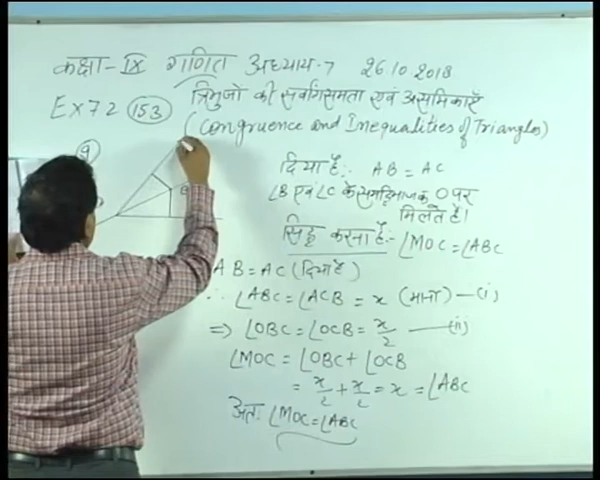 कक्षा-IX गणित अध्याय-7 26.10.2018
Ex 7.2 (153) त्रिभुजो की सर्वांगसमता एवं असमिकाएँ
(Congruence and Inequalities of Triangles)
9
दिया है:- AB = AC
∠B एवं ∠C के समद्विभाजक O पर
मिलते हैं।
सिद्ध करना है:- ∠MOC = ∠ABC
AB = AC (दिया है)
∴ ∠ABC = ∠ACB = x (माना) —(i)
⇒ ∠OBC = ∠OCB = x/2 —(ii)
∠MOC = ∠OBC + ∠OCB
= x/2 + x/2 = x = ∠ABC
अतः ∠MOC = ∠ABC